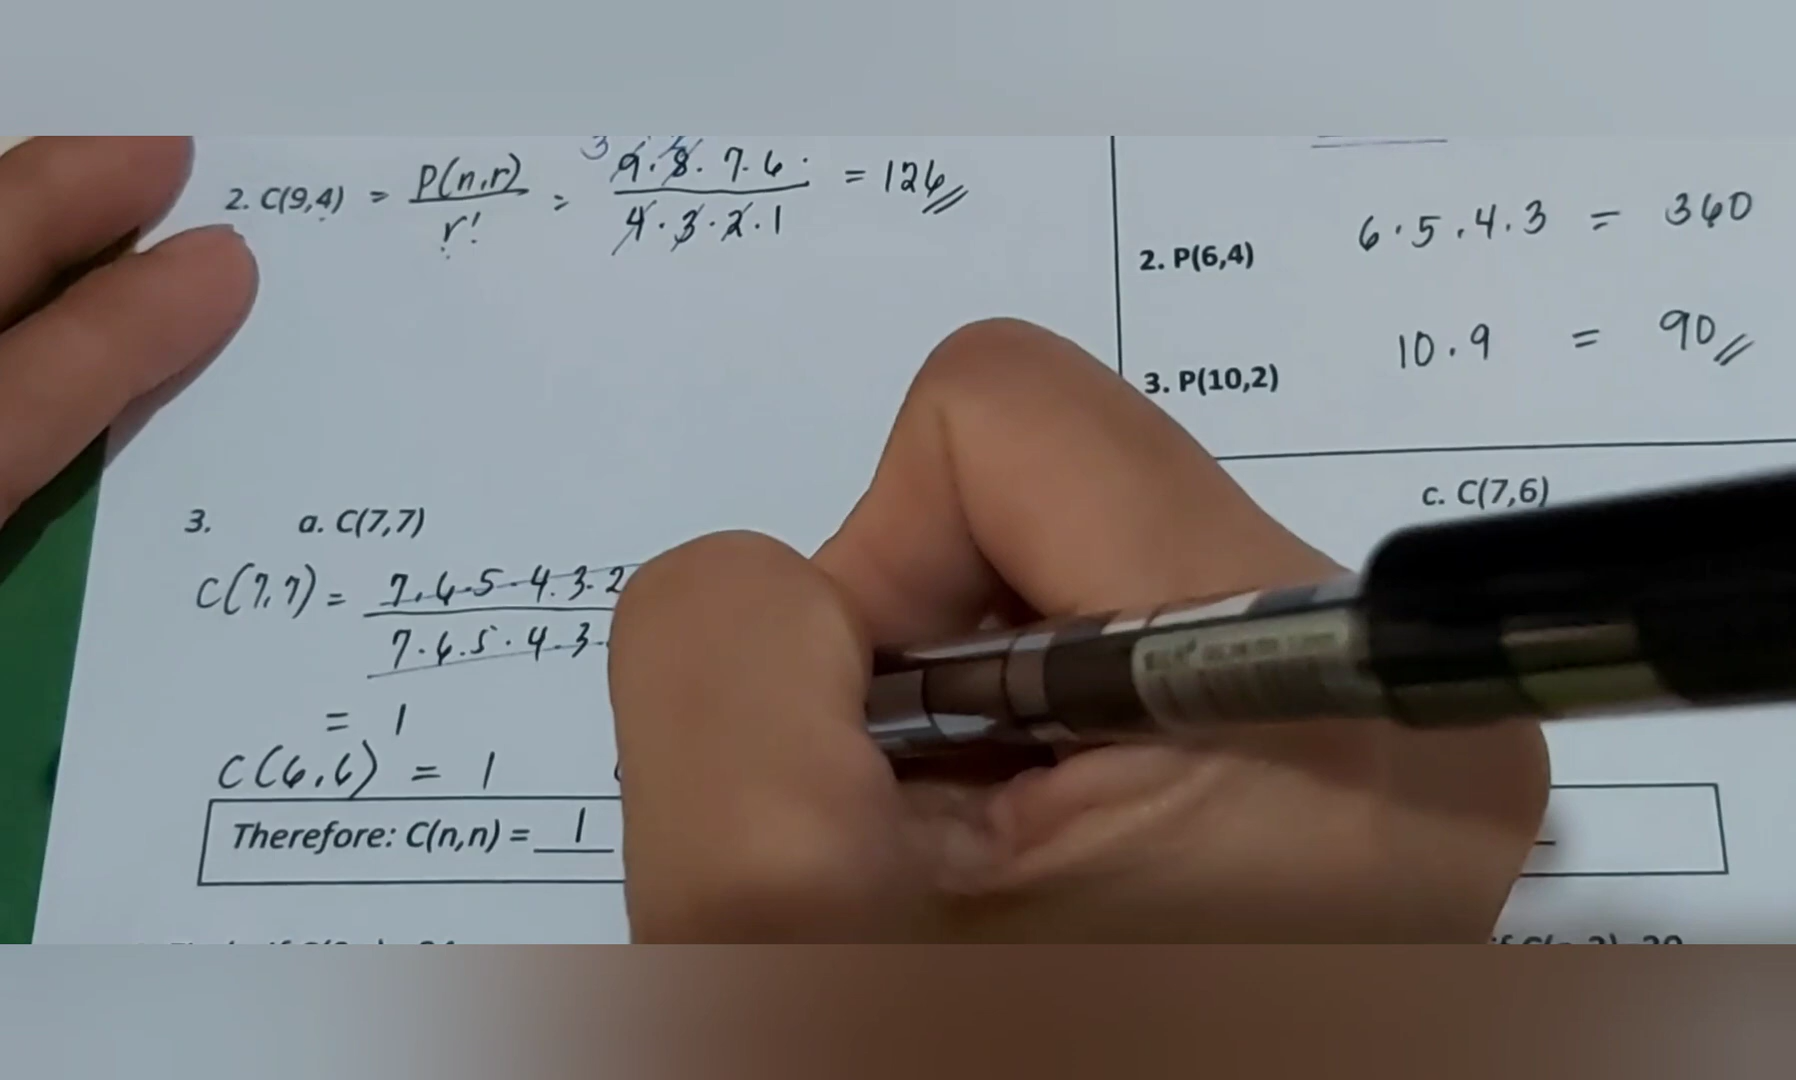 2. C(9,4) = P(n,r) / r! = 9·8·7·6· / 4·3·2·1 = 126
3
2. P(6,4) 6·5·4·3 = 360
3. P(10,2) 10·9 = 90
3. a. C(7,7)
C(7,7) = 7·6·5·4·3·2 / 7·6·5·4·3·
= 1
C(6,6) = 1
Therefore: C(n,n) = 1
c. C(7,6)